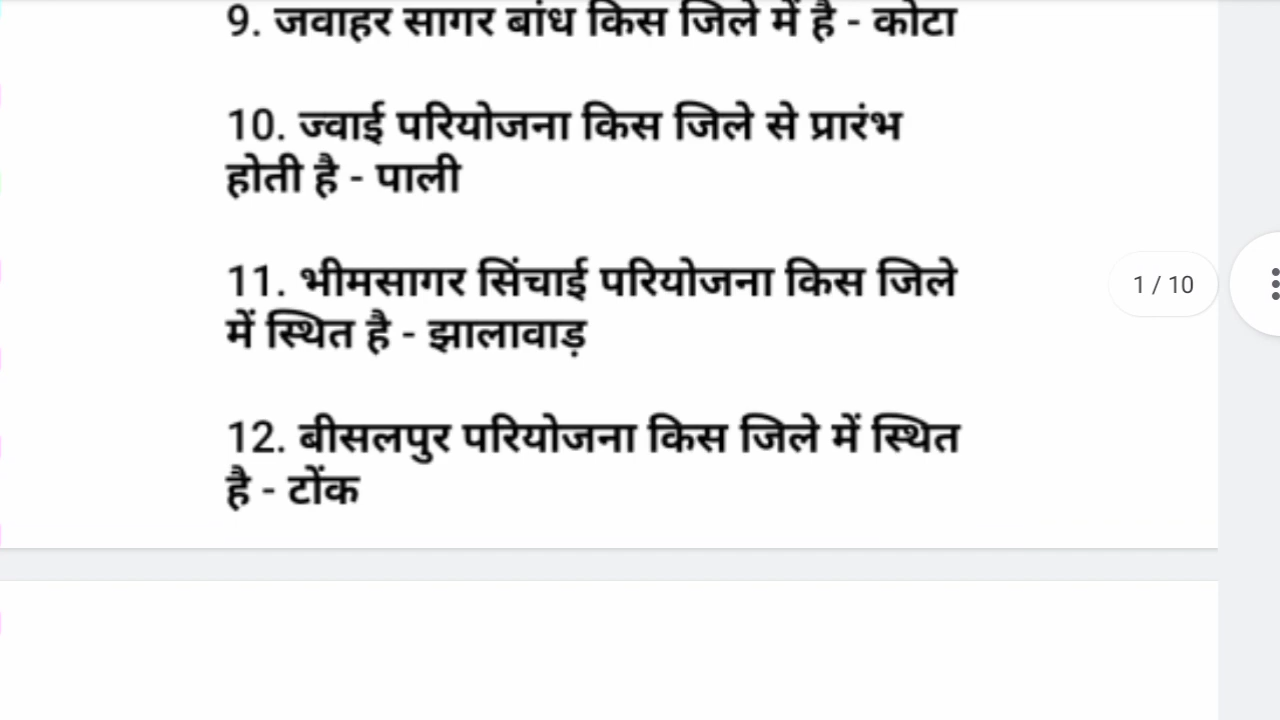 9. जवाहर सागर बांध किस जिले में है - कोटा
10. ज्वाई परियोजना किस जिले से प्रारंभ
होती है - पाली
11. भीमसागर सिंचाई परियोजना किस जिले
में स्थित है - झालावाड़
1 / 10
12. बीसलपुर परियोजना किस जिले में स्थित
है - टोंक